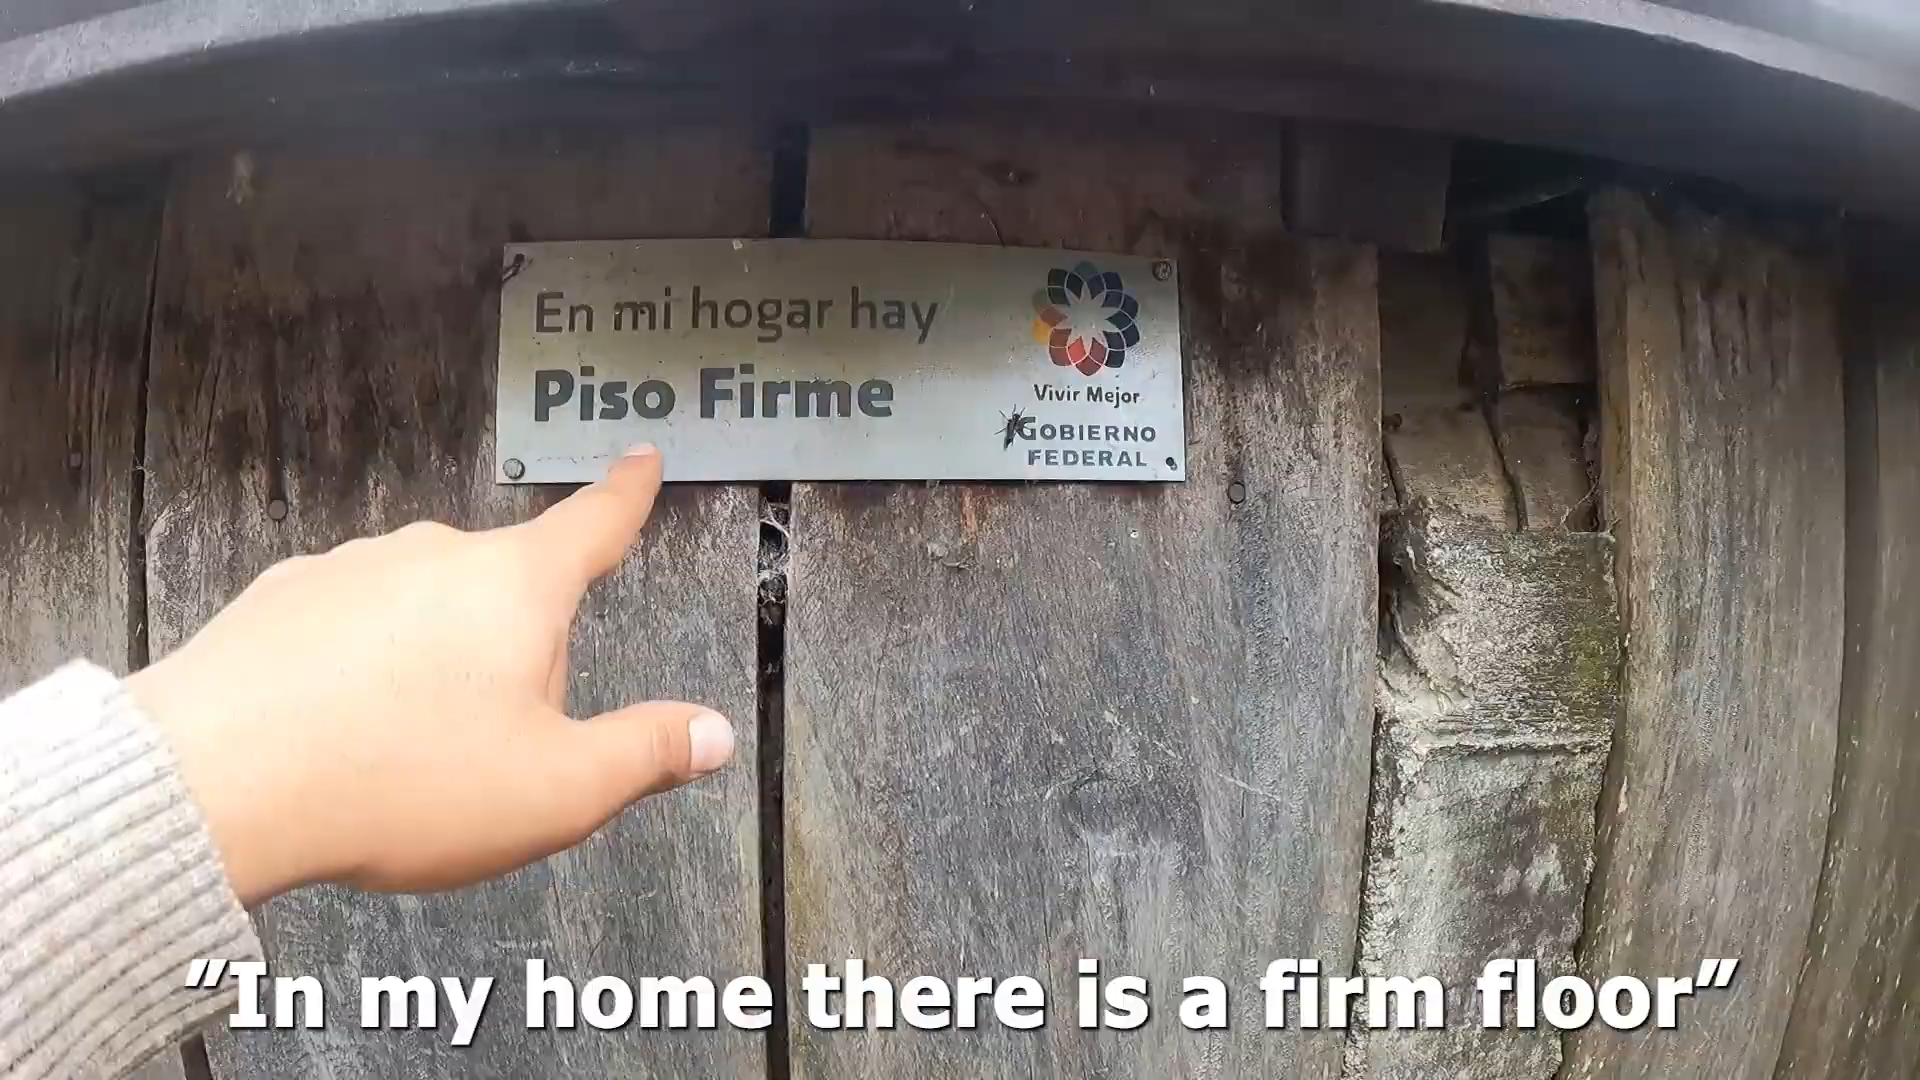 En mi hogar hay
Piso Firme
Vivir Mejor
GOBIERNO
FEDERAL
"In my home there is a firm floor"